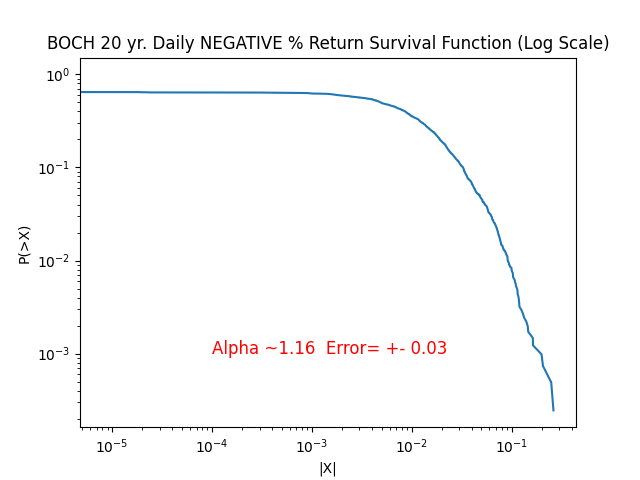 BOCH 20 yr. Daily NEGATIVE % Return Survival Function (Log Scale)
P(>X)
10⁰
10⁻¹
10⁻²
10⁻³
Alpha ~1.16  Error= +- 0.03
10⁻⁵ 10⁻⁴ 10⁻³ 10⁻² 10⁻¹
|X|